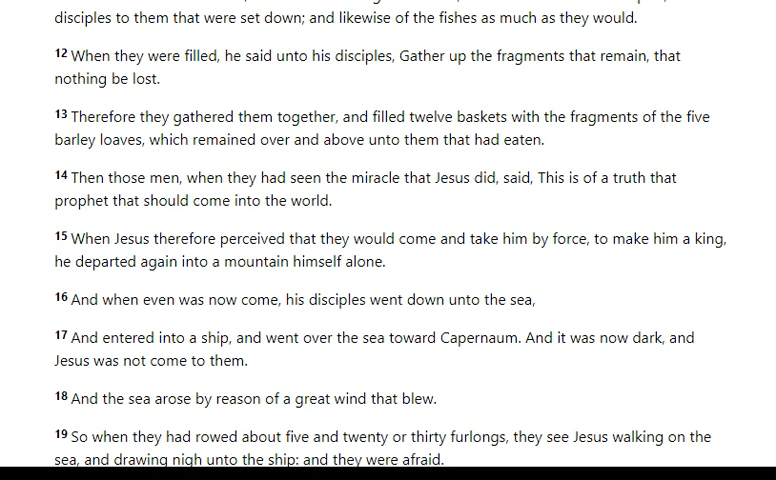 disciples to them that were set down; and likewise of the fishes as much as they would.
12 When they were filled, he said unto his disciples, Gather up the fragments that remain, that
nothing be lost.
13 Therefore they gathered them together, and filled twelve baskets with the fragments of the five
barley loaves, which remained over and above unto them that had eaten.
14 Then those men, when they had seen the miracle that Jesus did, said, This is of a truth that
prophet that should come into the world.
15 When Jesus therefore perceived that they would come and take him by force, to make him a king,
he departed again into a mountain himself alone.
16 And when even was now come, his disciples went down unto the sea,
17 And entered into a ship, and went over the sea toward Capernaum. And it was now dark, and
Jesus was not come to them.
18 And the sea arose by reason of a great wind that blew.
19 So when they had rowed about five and twenty or thirty furlongs, they see Jesus walking on the
sea, and drawing nigh unto the ship: and they were afraid.